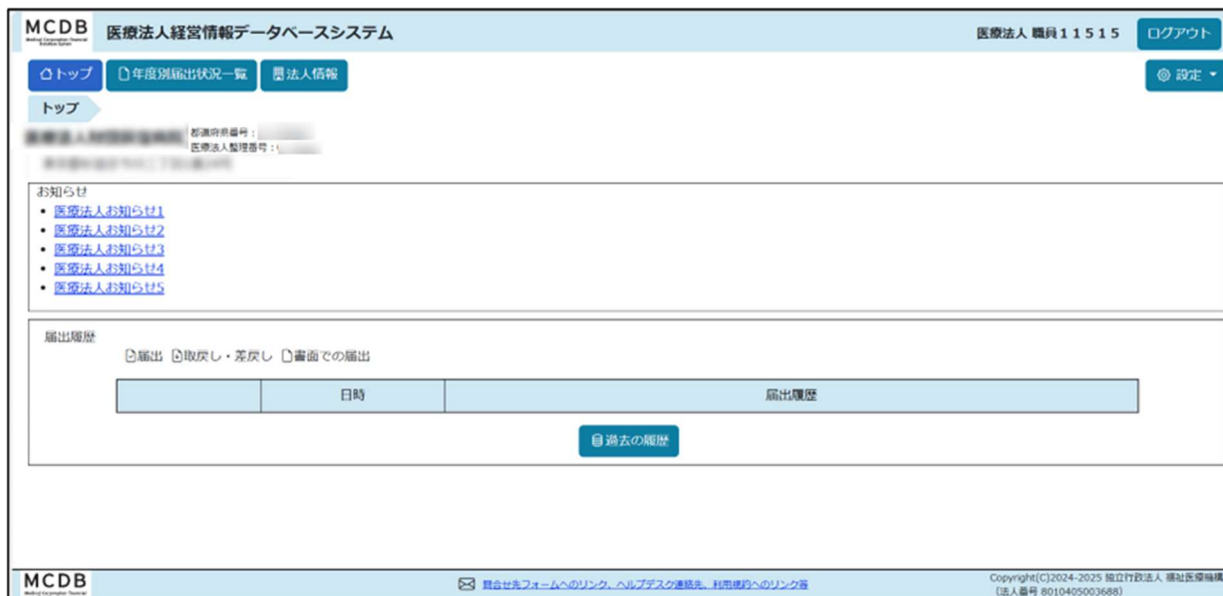 MCDB 医療法人経営情報データベースシステム 医療法人 職員11515 ログアウト
トップ 年度別届出状況一覧 法人情報 設定
トップ
都道府県番号:
医療法人整理番号:
お知らせ
• 医療法人お知らせ1
• 医療法人お知らせ2
• 医療法人お知らせ3
• 医療法人お知らせ4
• 医療法人お知らせ5
届出履歴
届出 取戻し・差戻し 書面での届出
日時 届出履歴
過去の履歴
MCDB 問合せ先フォームへのリンク、ヘルプデスク連絡先、利用規約へのリンク等 Copyright(C)2024-2025 独立行政法人 福祉医療機構
(法人番号 8010405003688)